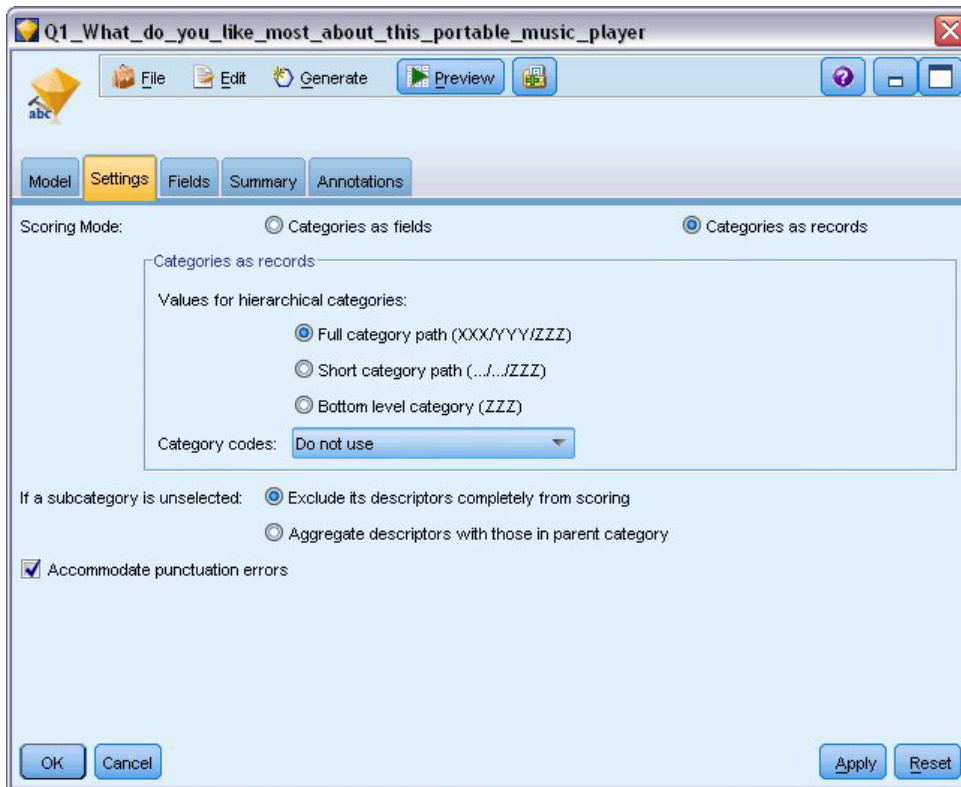 Q1_What_do_you_like_most_about_this_portable_music_player
File Edit Generate Preview
abc
Model Settings Fields Summary Annotations
Scoring Mode: Categories as fields Categories as records
Categories as records
Values for hierarchical categories:
Full category path (XXX/YYY/ZZZ)
Short category path (.../.../ZZZ)
Bottom level category (ZZZ)
Category codes: Do not use
If a subcategory is unselected: Exclude its descriptors completely from scoring
Aggregate descriptors with those in parent category
Accommodate punctuation errors
OK Cancel Apply Reset